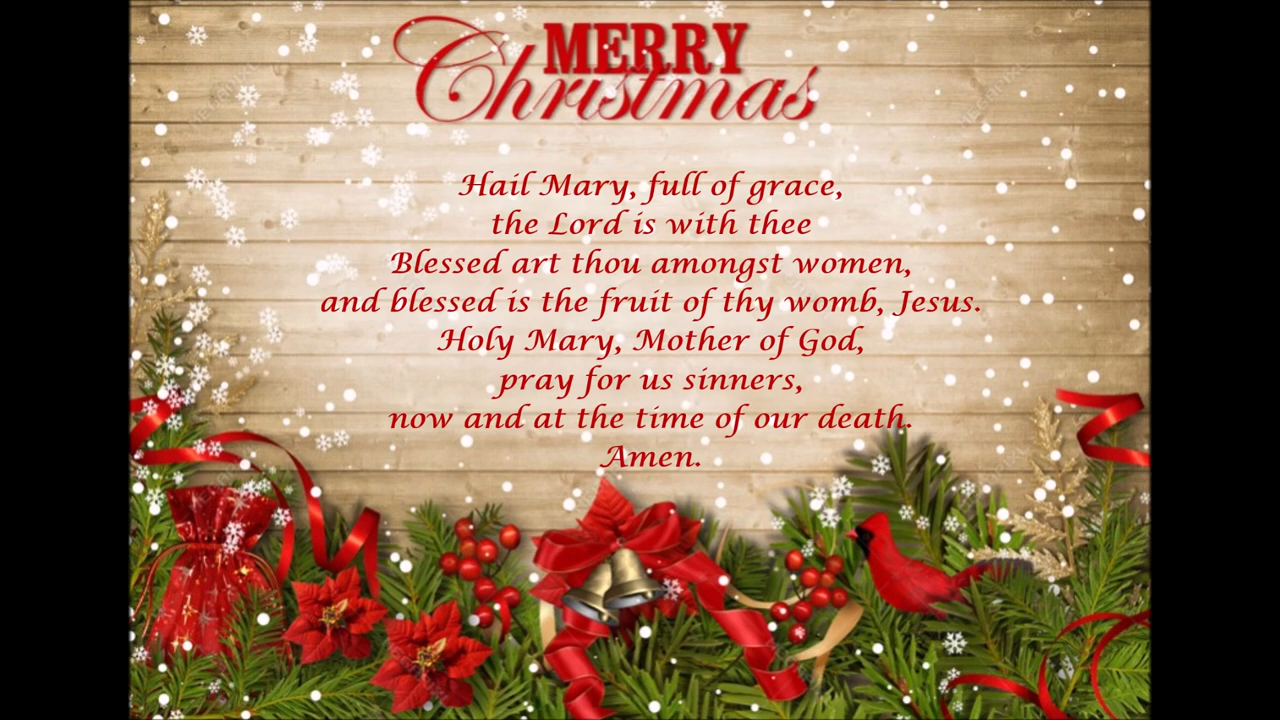 MERRY
Christmas
Hail Mary, full of grace,
the Lord is with thee
Blessed art thou amongst women,
and blessed is the fruit of thy womb, Jesus.
Holy Mary, Mother of God,
pray for us sinners,
now and at the time of our death.
Amen.